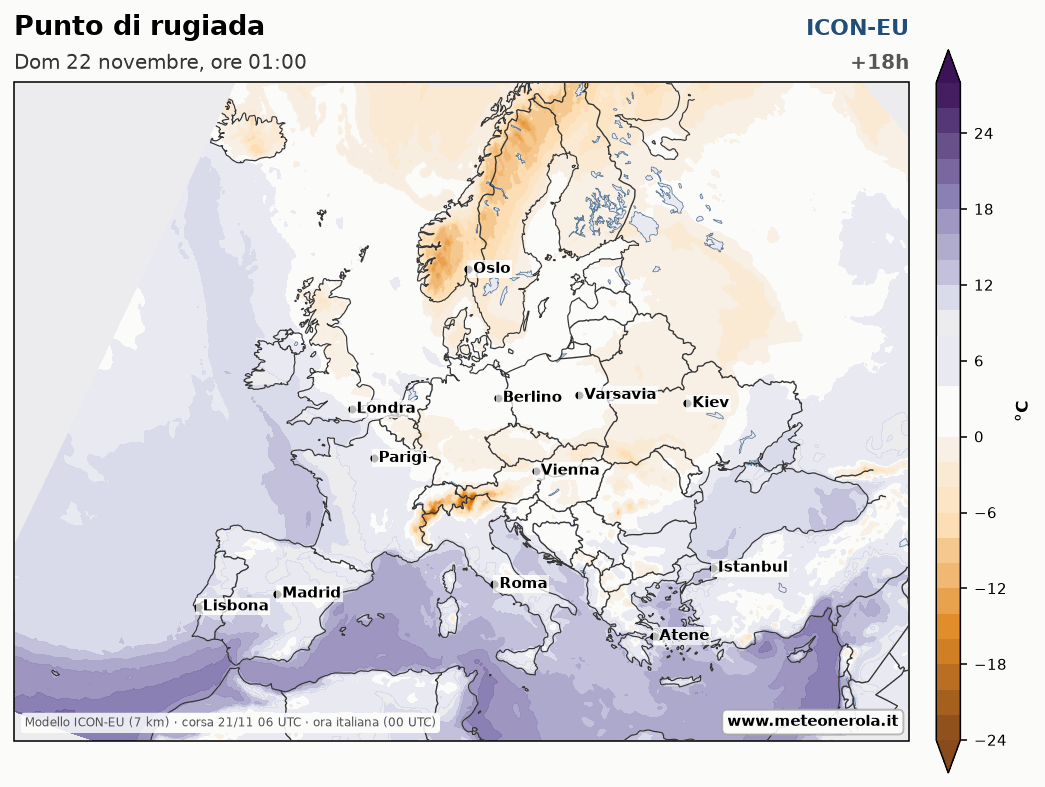 Punto di rugiada
ICON-EU
Dom 22 novembre, ore 01:00
+18h
Oslo
Berlino
Varsavia
Kiev
Londra
Parigi
Vienna
Istanbul
Roma
Madrid
Lisbona
Atene
Modello ICON-EU (7 km) · corsa 21/11 06 UTC · ora italiana (00 UTC)
www.meteonerola.it
24
18
12
6
0
−6
−12
−18
−24
°C